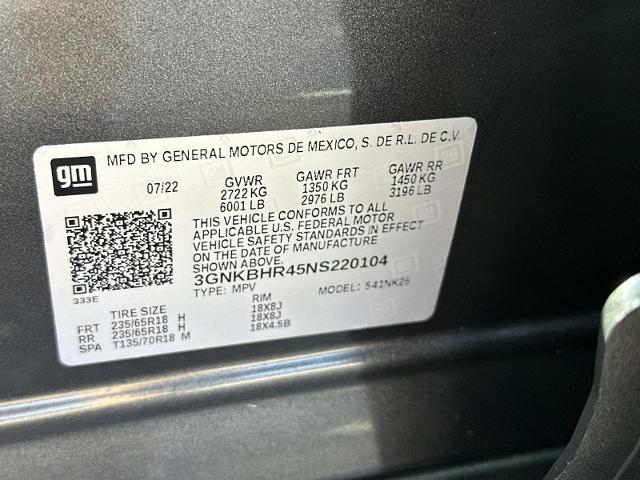 gm MFD BY GENERAL MOTORS DE MEXICO, S. DE R.L. DE C.V.
07/22 GVWR GAWR FRT GAWR RR
2722 KG 1350 KG 1450 KG
6001 LB 2976 LB 3196 LB
THIS VEHICLE CONFORMS TO ALL
APPLICABLE U.S. FEDERAL MOTOR
VEHICLE SAFETY STANDARDS IN EFFECT
ON THE DATE OF MANUFACTURE
SHOWN ABOVE.
3GNKBHR45NS220104
333E TYPE: MPV MODEL: 541NK26
TIRE SIZE RIM
FRT 235/65R18 H 18X8J
RR 235/65R18 H 18X8J
SPA T135/70R18 M 18X4.5B